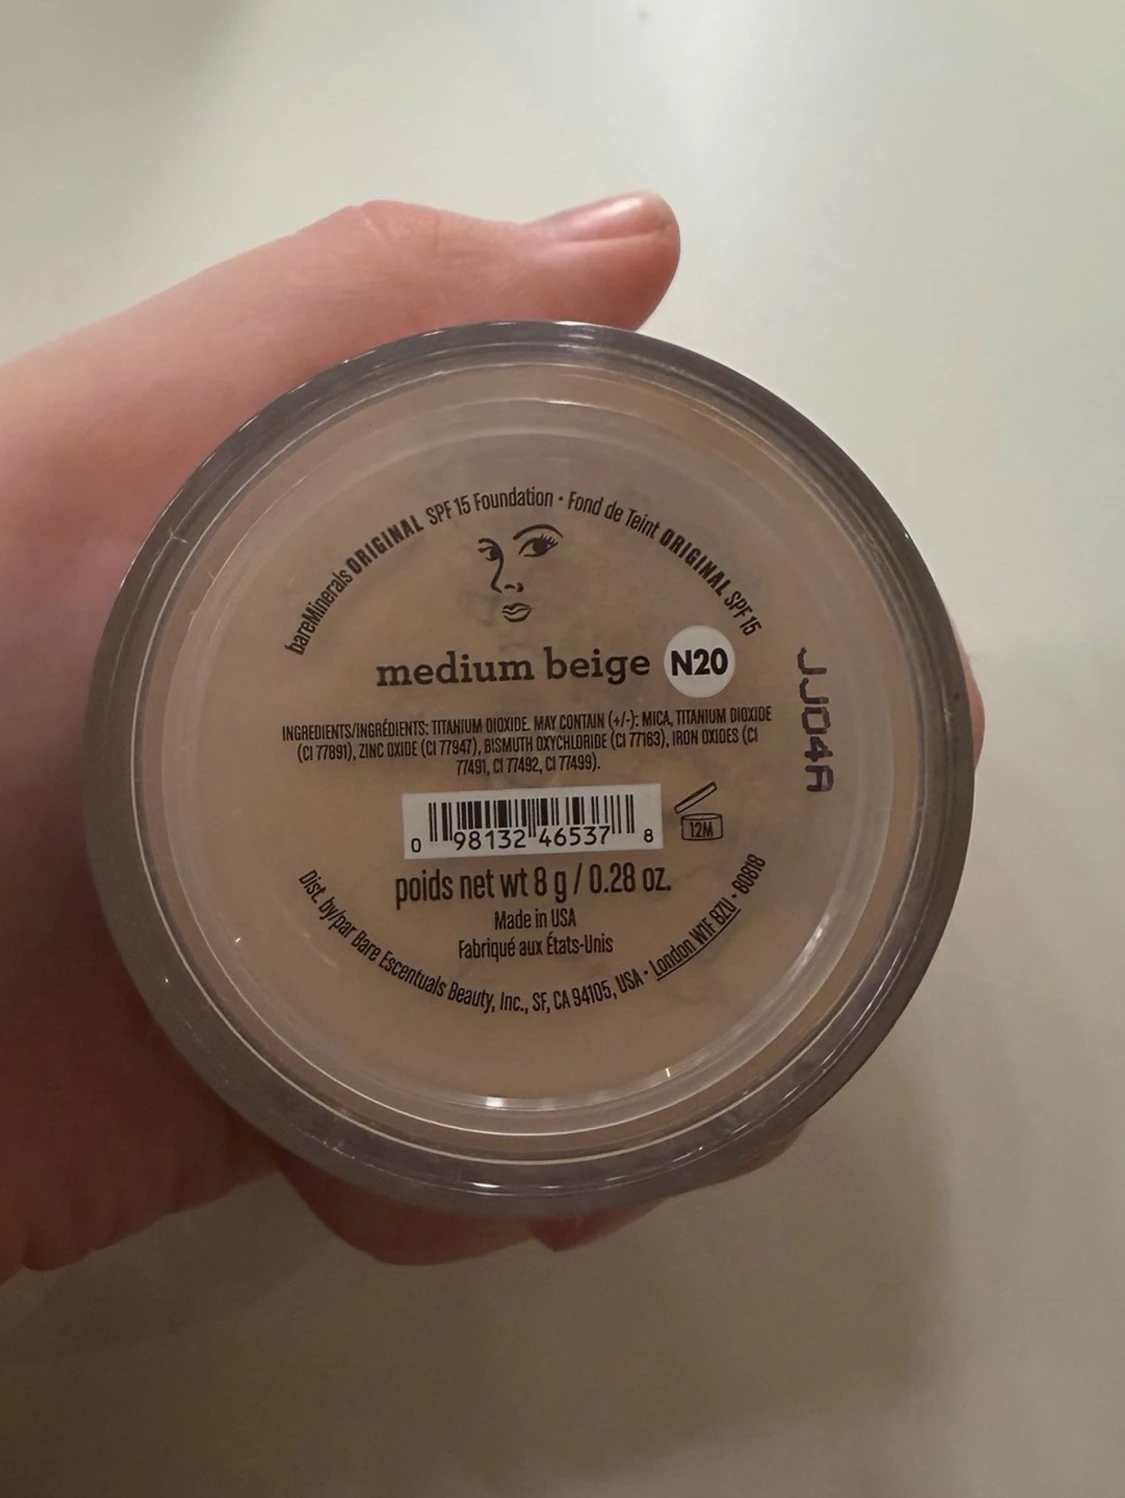 bareMinerals ORIGINAL SPF 15 Foundation • Fond de Teint ORIGINAL SPF 15
medium beige N20
INGREDIENTS/INGRÉDIENTS: TITANIUM DIOXIDE. MAY CONTAIN (+/-): MICA, TITANIUM DIOXIDE
(CI 77891), ZINC OXIDE (CI 77947), BISMUTH OXYCHLORIDE (CI 77163), IRON OXIDES (CI
77491, CI 77492, CI 77499).
JJ04A
0 98132 46537 8
12M
poids net wt 8 g / 0.28 oz.
Made in USA
Fabriqué aux États-Unis
Dist. by/par Bare Escentuals Beauty, Inc., SF, CA 94105, USA • London W1F 8ZU • 80818